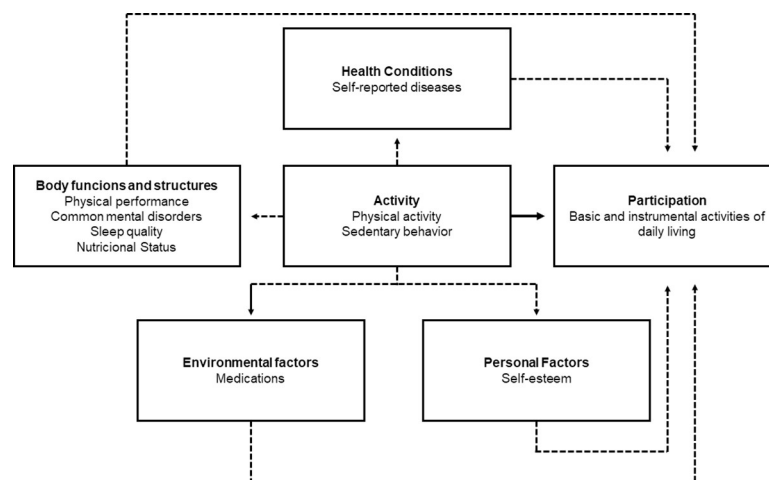 Health Conditions
Self-reported diseases
Body funcions and structures
Physical performance
Common mental disorders
Sleep quality
Nutricional Status
Activity
Physical activity
Sedentary behavior
Participation
Basic and instrumental activities of
daily living
Environmental factors
Medications
Personal Factors
Self-esteem